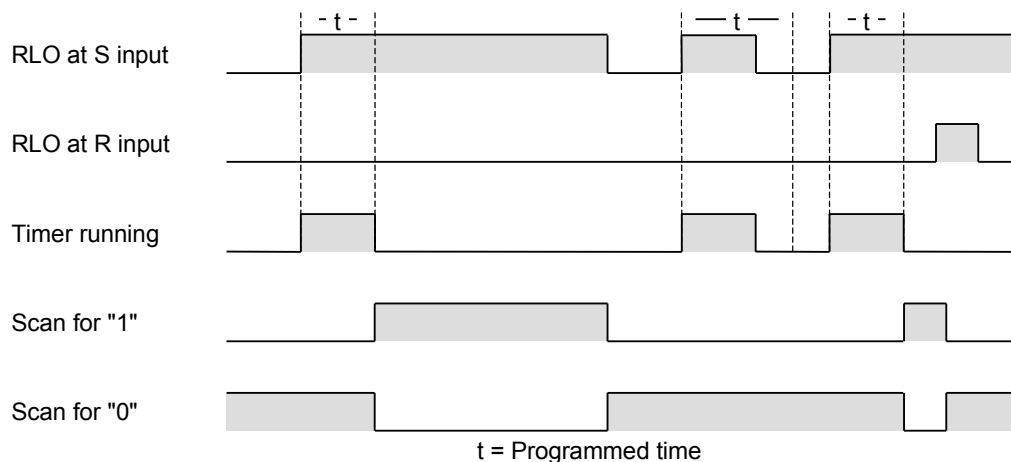 t t t
RLO at S input
RLO at R input
Timer running
Scan for "1"
Scan for "0"
t = Programmed time